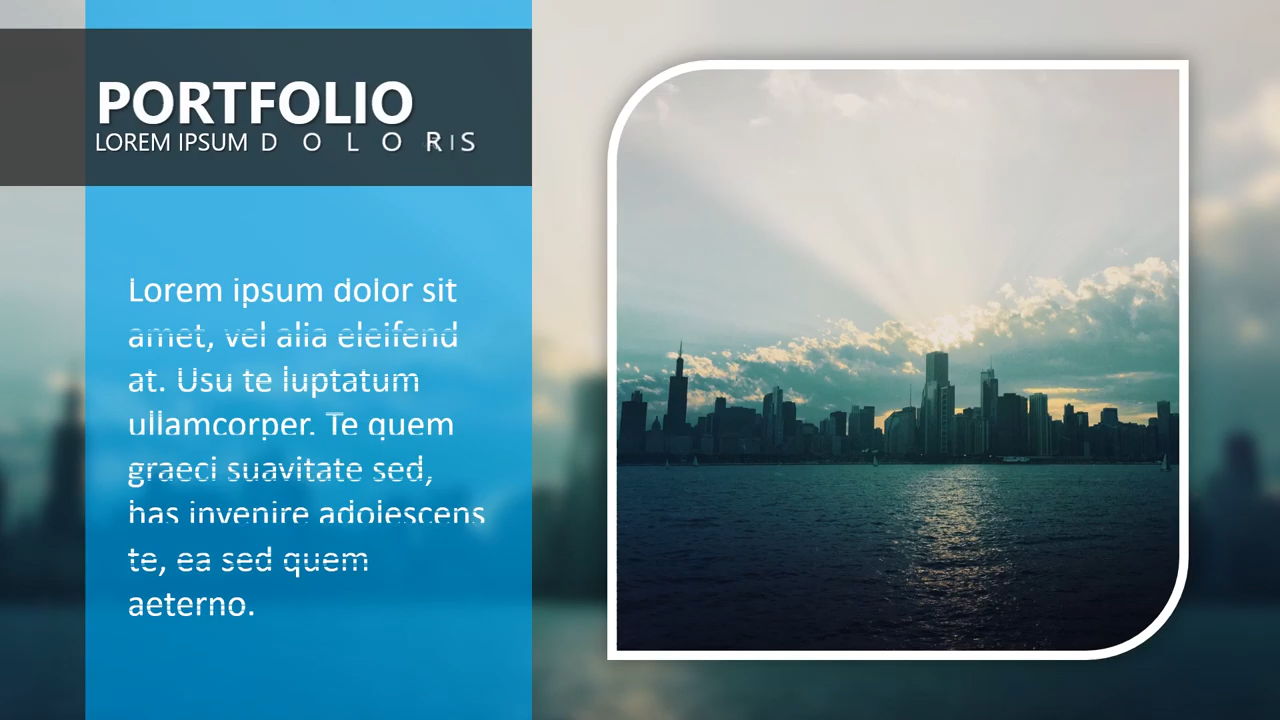 PORTFOLIO
LOREM IPSUM DOLORIS
Lorem ipsum dolor sit
amet, vel alia eleifend
at. Usu te luptatum
ullamcorper. Te quem
graeci suavitate sed,
has invenire adolescens
te, ea sed quem
aeterno.